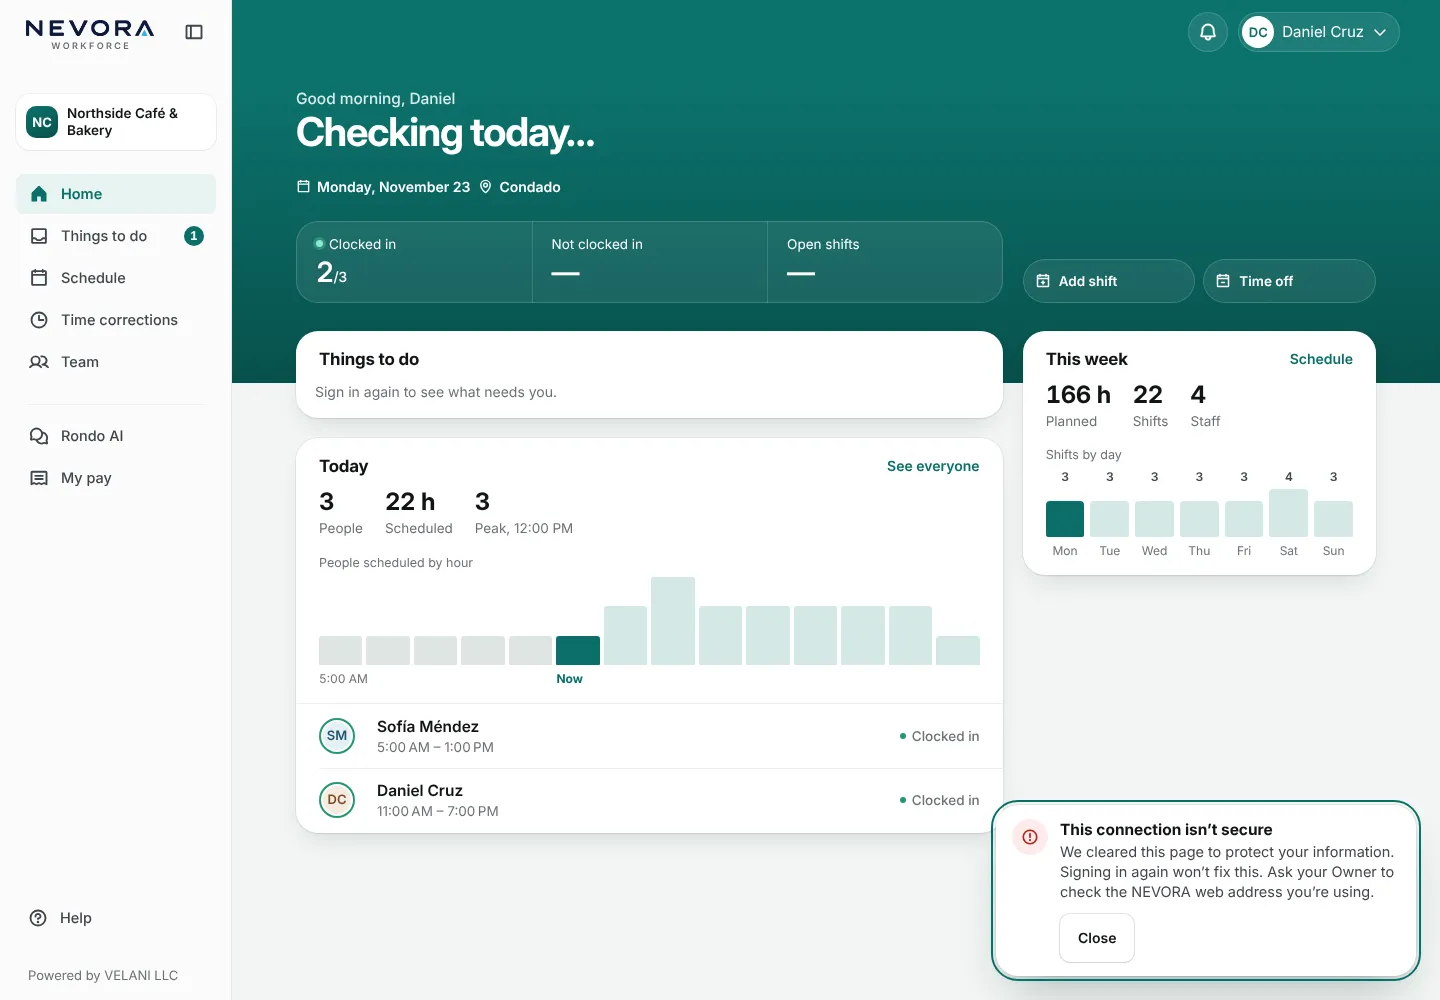 NEVORA
WORKFORCE
NC
Northside Café &
Bakery
Home
Things to do
1
Schedule
Time corrections
Team
Rondo AI
My pay
Help
Powered by VELANI LLC
DC
Daniel Cruz
Good morning, Daniel
Checking today...
Monday, November 23
Condado
Clocked in
2/3
Not clocked in
—
Open shifts
—
Add shift
Time off
Things to do
Sign in again to see what needs you.
Today
See everyone
3
People
22 h
Scheduled
3
Peak, 12:00 PM
People scheduled by hour
5:00 AM
Now
SM
Sofía Méndez
5:00 AM – 1:00 PM
Clocked in
DC
Daniel Cruz
11:00 AM – 7:00 PM
Clocked in
This week
Schedule
166 h
Planned
22
Shifts
4
Staff
Shifts by day
3 3 3 3 3 4 3
Mon Tue Wed Thu Fri Sat Sun
This connection isn’t secure
We cleared this page to protect your information.
Signing in again won’t fix this. Ask your Owner to
check the NEVORA web address you’re using.
Close